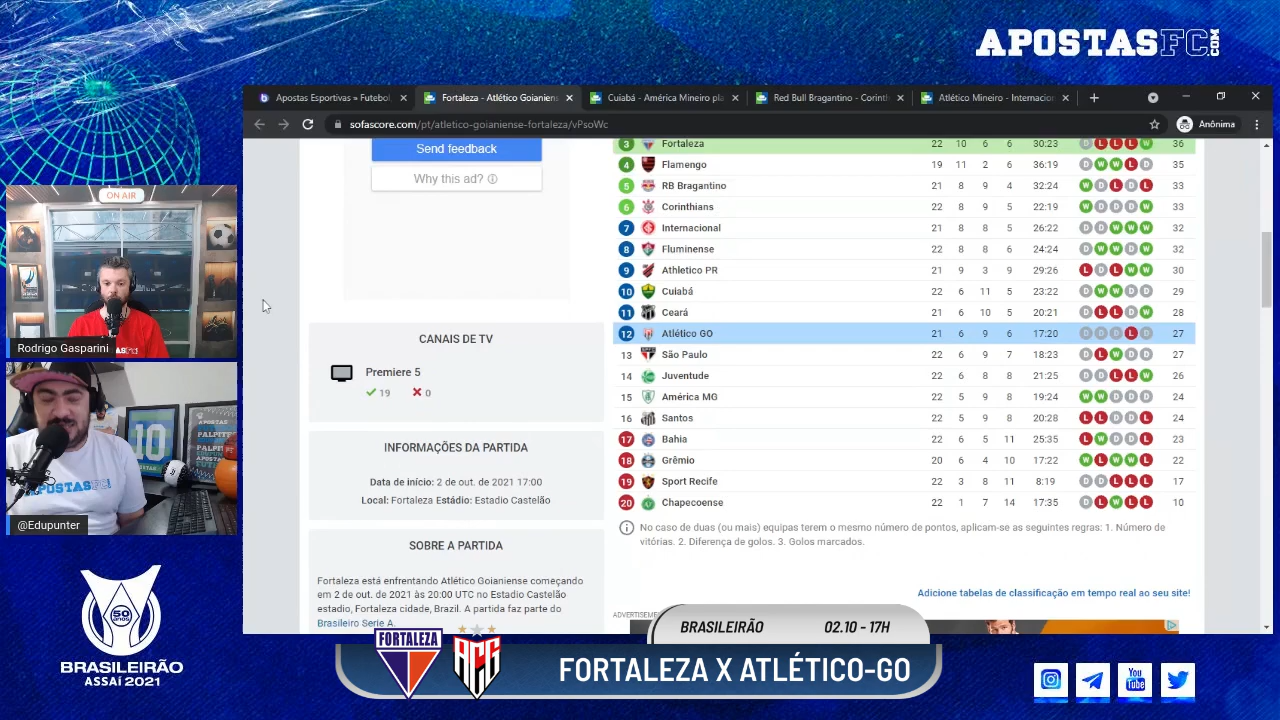 APOSTASFC.COM
Apostas Esportivas » Futebol
Fortaleza - Atlético Goianiens
Cuiabá - América Mineiro pla
Red Bull Bragantino - Corinth
Atlético Mineiro - Internacion
sofascore.com/pt/atletico-goianiense-fortaleza/vPsoWc
Anônima
Send feedback
Why this ad?
3 Fortaleza 22 10 6 6 30:23 D L L L W 36
4 Flamengo 19 11 2 6 36:19 D W W L D 35
5 RB Bragantino 21 8 9 4 32:24 W D L D L 33
6 Corinthians 22 8 9 5 22:19 W D D D W 33
7 Internacional 21 8 8 5 26:22 D D W W W 32
8 Fluminense 22 8 8 6 24:24 D W W D W 32
9 Athletico PR 21 9 3 9 29:26 L D L W W 30
10 Cuiabá 22 6 11 5 23:22 D W W D D 29
11 Ceará 21 6 10 5 20:21 D L L D W 28
12 Atlético GO 21 6 9 6 17:20 D D D L D 27
13 São Paulo 22 6 9 7 18:23 D L W D D 27
14 Juventude 22 6 8 8 21:25 D D L L W 26
15 América MG 22 5 9 8 19:24 W W D D D 24
16 Santos 22 5 9 8 20:28 L L D D L 24
17 Bahia 22 6 5 11 25:35 L W D D L 23
18 Grêmio 20 6 4 10 17:22 W L W W L 22
19 Sport Recife 22 3 8 11 8:19 D D L L L 17
20 Chapecoense 22 1 7 14 17:35 D L W L L 10
No caso de duas (ou mais) equipas terem o mesmo número de pontos, aplicam-se as seguintes regras: 1. Número de
vitórias. 2. Diferença de golos. 3. Golos marcados.
Adicione tabelas de classificação em tempo real ao seu site!
ADVERTISEME
CANAIS DE TV
Premiere 5
19 0
INFORMAÇÕES DA PARTIDA
Data de início: 2 de out. de 2021 17:00
Local: Fortaleza Estádio: Estadio Castelão
SOBRE A PARTIDA
Fortaleza está enfrentando Atlético Goianiense começando
em 2 de out. de 2021 às 20:00 UTC no Estadio Castelão
estadio, Fortaleza cidade, Brazil. A partida faz parte do
Brasileiro Serie A.
ON AIR
Rodrigo Gasparini
10
APOSTAS
PALPITE
APOSTASFC
@Edupunter
50
anos
BRASILEIRÃO
ASSAÍ 2021
BRASILEIRÃO 02.10 - 17H
FORTALEZA
ACG
FORTALEZA X ATLÉTICO-GO
You
Tube